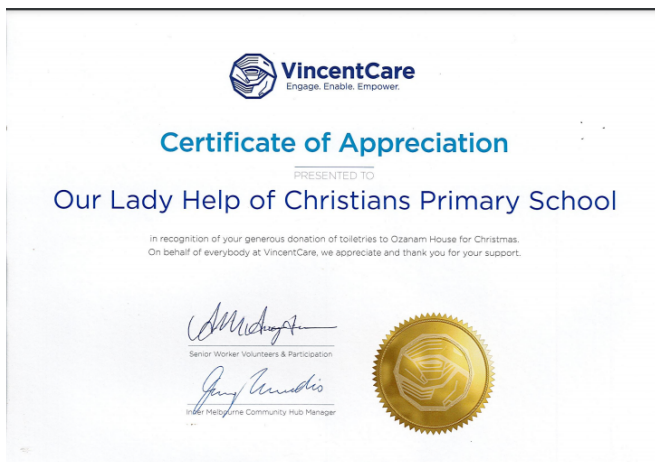 VincentCare
Engage. Enable. Empower.
Certificate of Appreciation
PRESENTED TO
Our Lady Help of Christians Primary School
in recognition of your generous donation of toiletries to Ozanam House for Christmas.
On behalf of everybody at VincentCare, we appreciate and thank you for your support.
Senior Worker Volunteers & Participation
Inner Melbourne Community Hub Manager